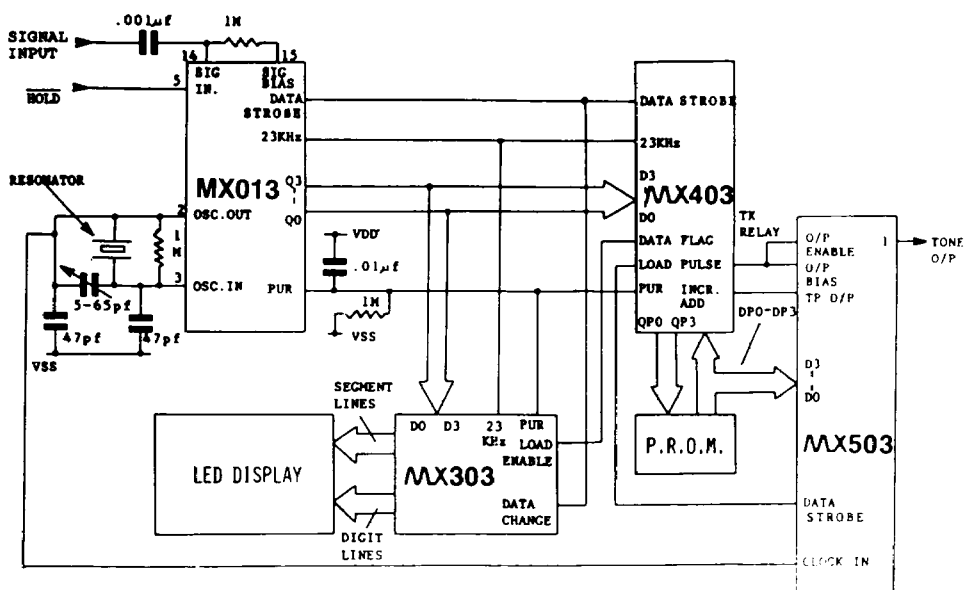 .001µf
1M
SIGNAL
INPUT
14
15
SIG
IN.
SIG
BIAS
5
HOLD
DATA
STROBE
DATA STROBE
23KHz
23KHz
RESONATOR
MX013
Q3
Q0
D3
D0
MX403
2
OSC.OUT
1
M
3
OSC.IN
5-65pf
47pf
47pf
VSS
VDD
.01µf
PUR
1M
VSS
DATA FLAG
LOAD PULSE
PUR
INCR.
ADD
QP0 QP3
TX
RELAY
O/P
ENABLE
O/P
BIAS
TP O/P
1
TONE
O/P
DP0-DP3
D3
D0
MX503
P.R.O.M.
SEGMENT
LINES
LED DISPLAY
DIGIT
LINES
D0 D3 23
KHz
PUR
LOAD
ENABLE
MX303
DATA
CHANGE
DATA
STROBE
CLOCK IN